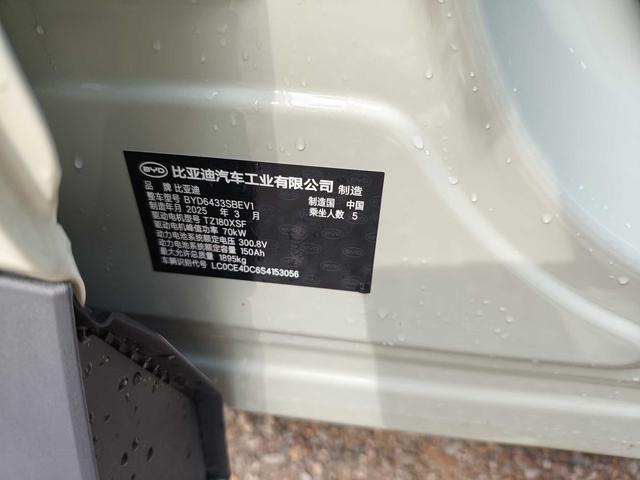 BYD 比亚迪汽车工业有限公司 制造
品 牌 比亚迪 制造国 中国
整车型号 BYD6433SBEV1 乘坐人数 5
制造年月 2025 年 3 月
驱动电机型号 TZ180XSF
驱动电机峰值功率 70kW
动力电池系统额定电压 300.8V
动力电池系统额定容量 150Ah
最大允许总质量 1895kg
车辆识别代号 LC0CE4DC6S4153056